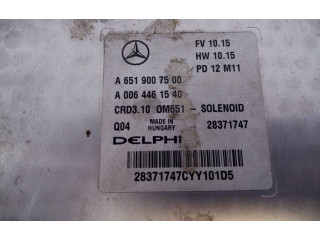 FV 10.15
HW 10.15
PD 12 M11
A 651 900 75 00
A 006 446 15 40
CRD3.10 OM651 - SOLENOID
Q04 MADE IN HUNGARY 28371747
DELPHI
28371747CYY101D5